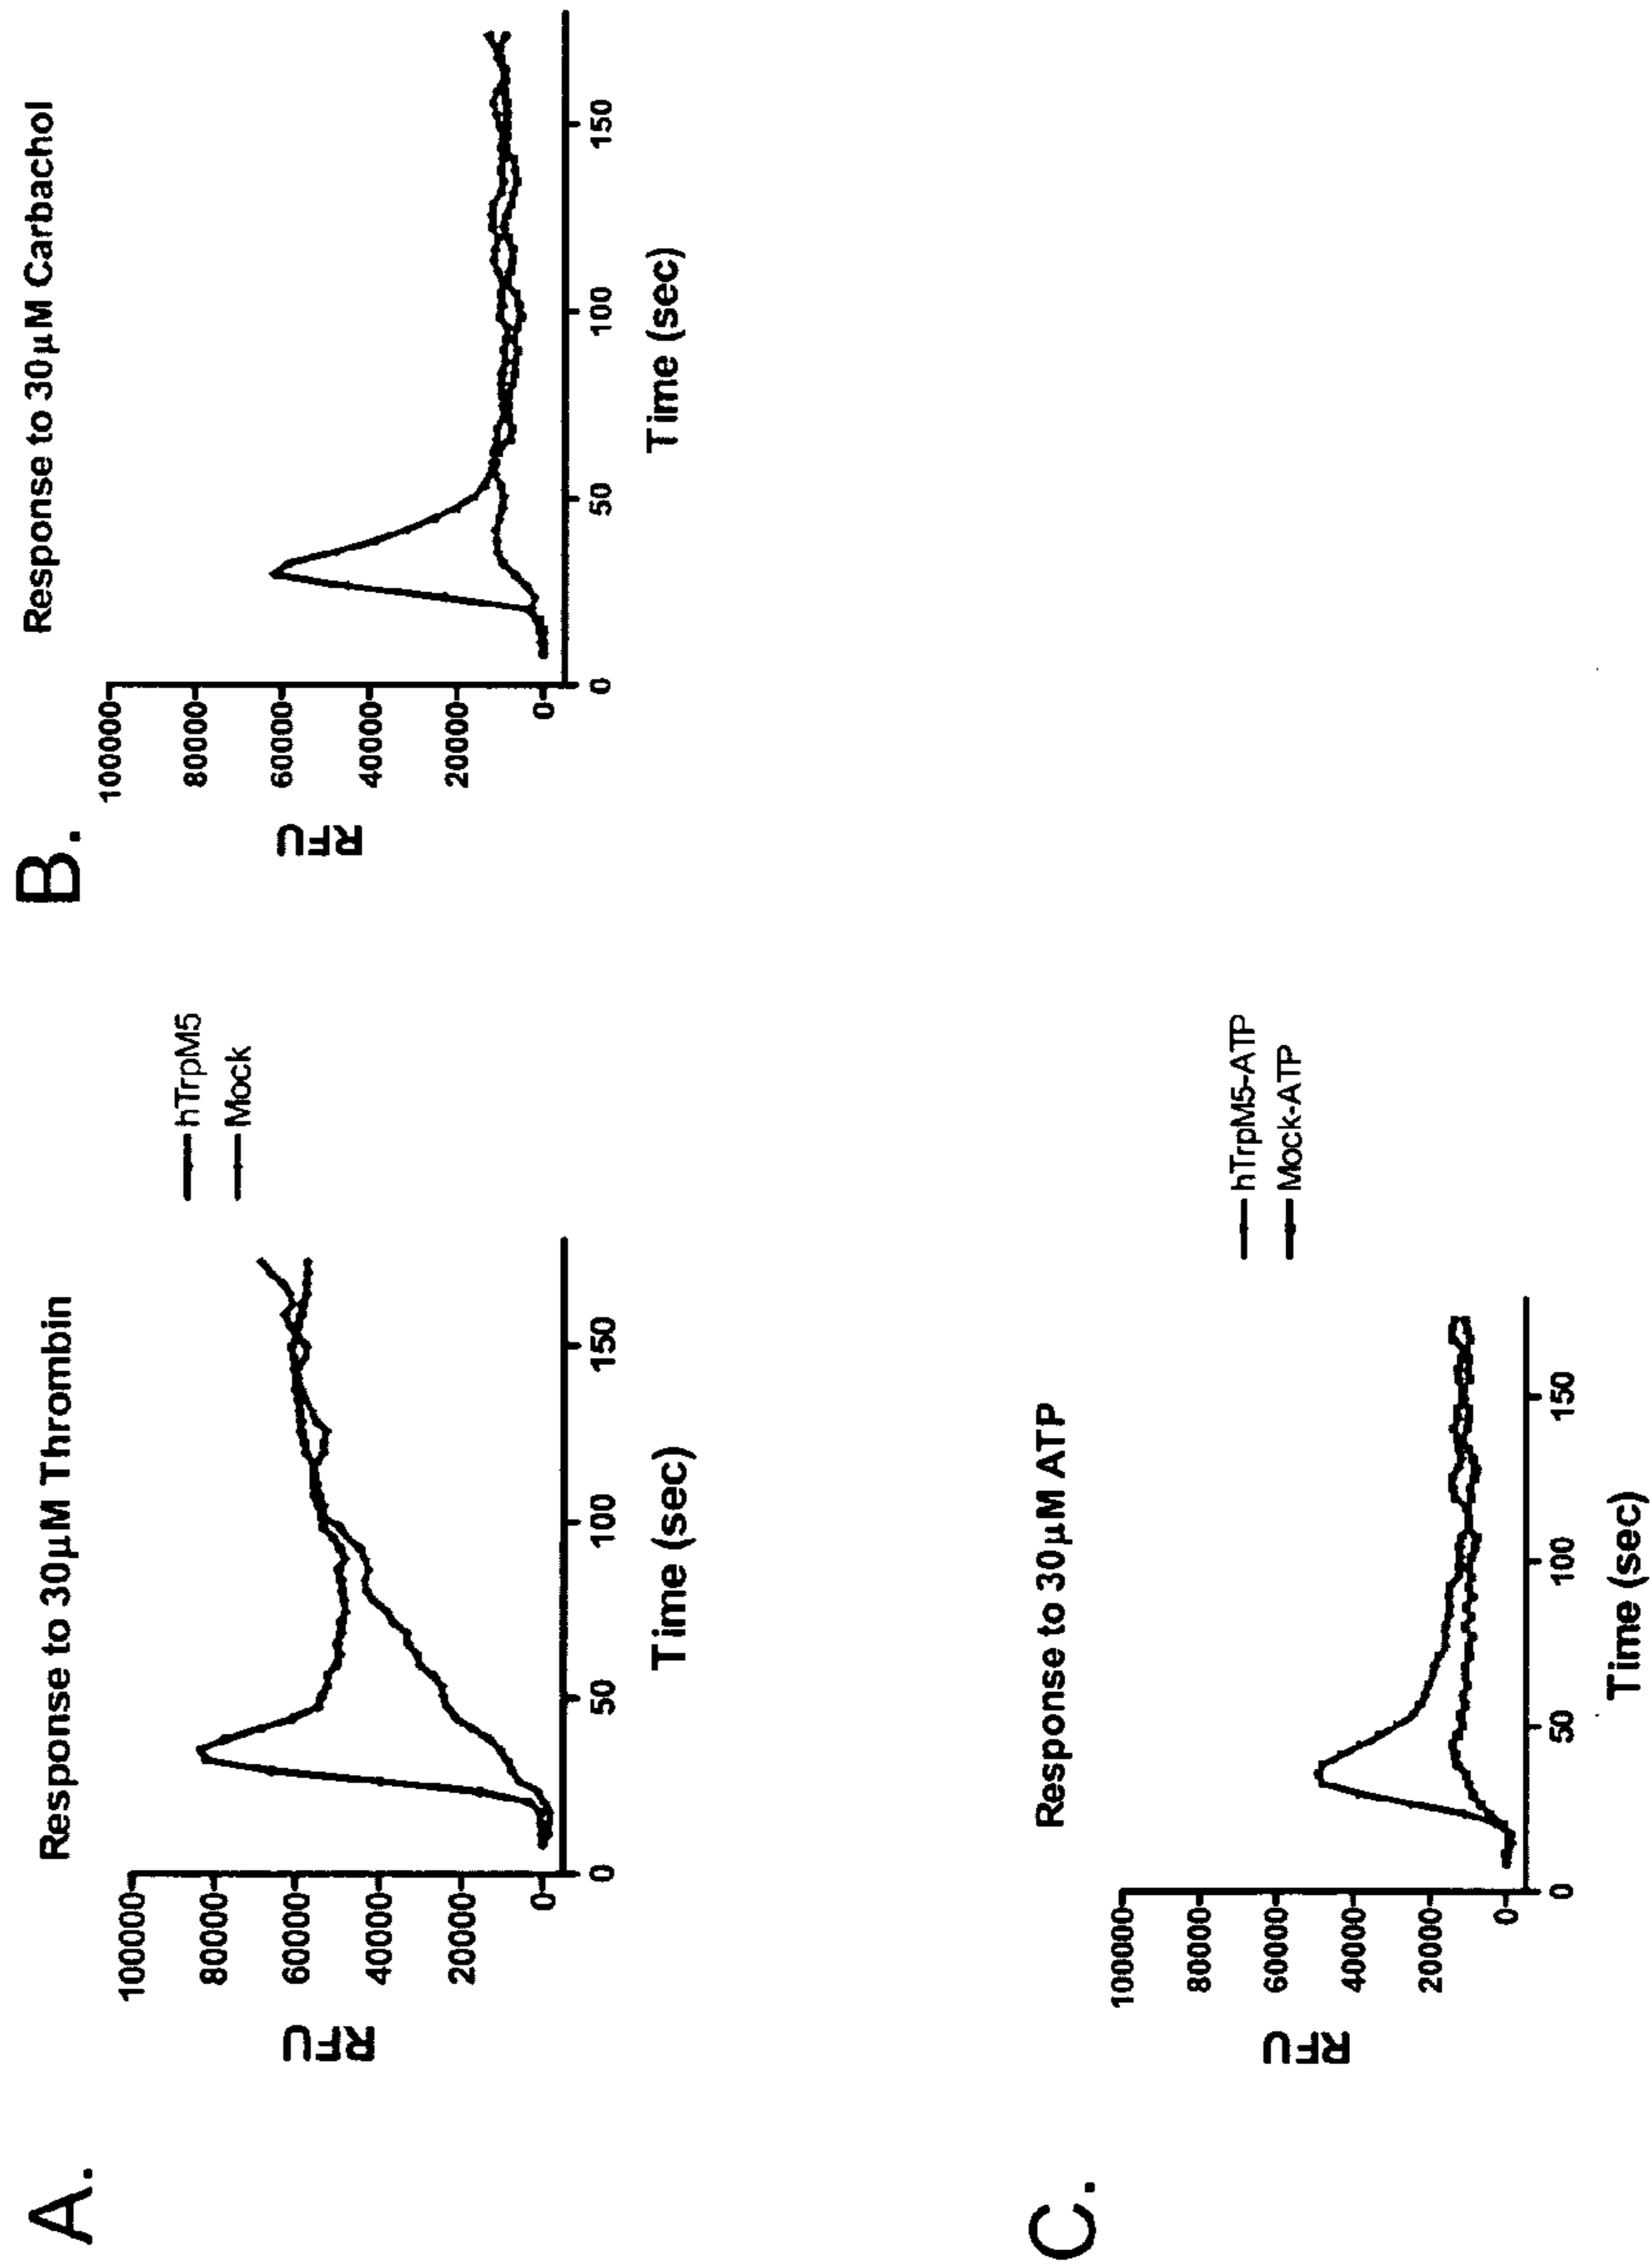 A.
Response to 30μM Thrombin
RFU
100000
80000
60000
40000
20000
0
0
50
100
150
Time (sec)
hTrpM5
Mock
B.
Response to 30μM Carbachol
RFU
100000
80000
60000
40000
20000
0
0
50
100
150
Time (sec)
C.
Response to 30μM ATP
RFU
100000
80000
60000
40000
20000
0
0
50
100
150
Time (sec)
hTrpM5-ATP
Mock-ATP